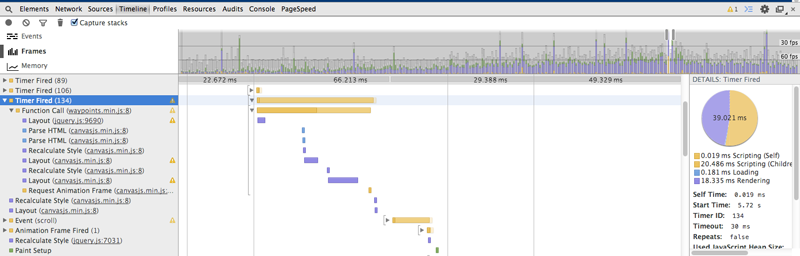 Elements Network Sources Timeline Profiles Resources Audits Console PageSpeed 1
Capture stacks
Events
Frames
Memory
30 fps
60 fps
22.672 ms 66.213 ms 29.388 ms 49.329 ms
DETAILS: Timer Fired
Timer Fired (89)
Timer Fired (106)
Timer Fired (134)
Function Call (waypoints.min.js:8)
Layout (jquery.js:9690)
Parse HTML (canvasjs.min.js:8)
Parse HTML (canvasjs.min.js:8)
Recalculate Style (canvasjs.min.js:8)
Layout (canvasjs.min.js:8)
Recalculate Style (canvasjs.min.js:8)
Layout (canvasjs.min.js:8)
Request Animation Frame (canvasjs.min.js:...
Recalculate Style (canvasjs.min.js:8)
Layout (canvasjs.min.js:8)
Event (scroll)
Animation Frame Fired (1)
Recalculate Style (jquery.js:7031)
Paint Setup
39.021 ms
0.019 ms Scripting (Self)
20.486 ms Scripting (Childre
0.181 ms Loading
18.335 ms Rendering
Self Time: 0.019 ms
Start Time: 5.72 s
Timer ID: 134
Timeout: 30 ms
Repeats: false
Used JavaScript Heap Size: